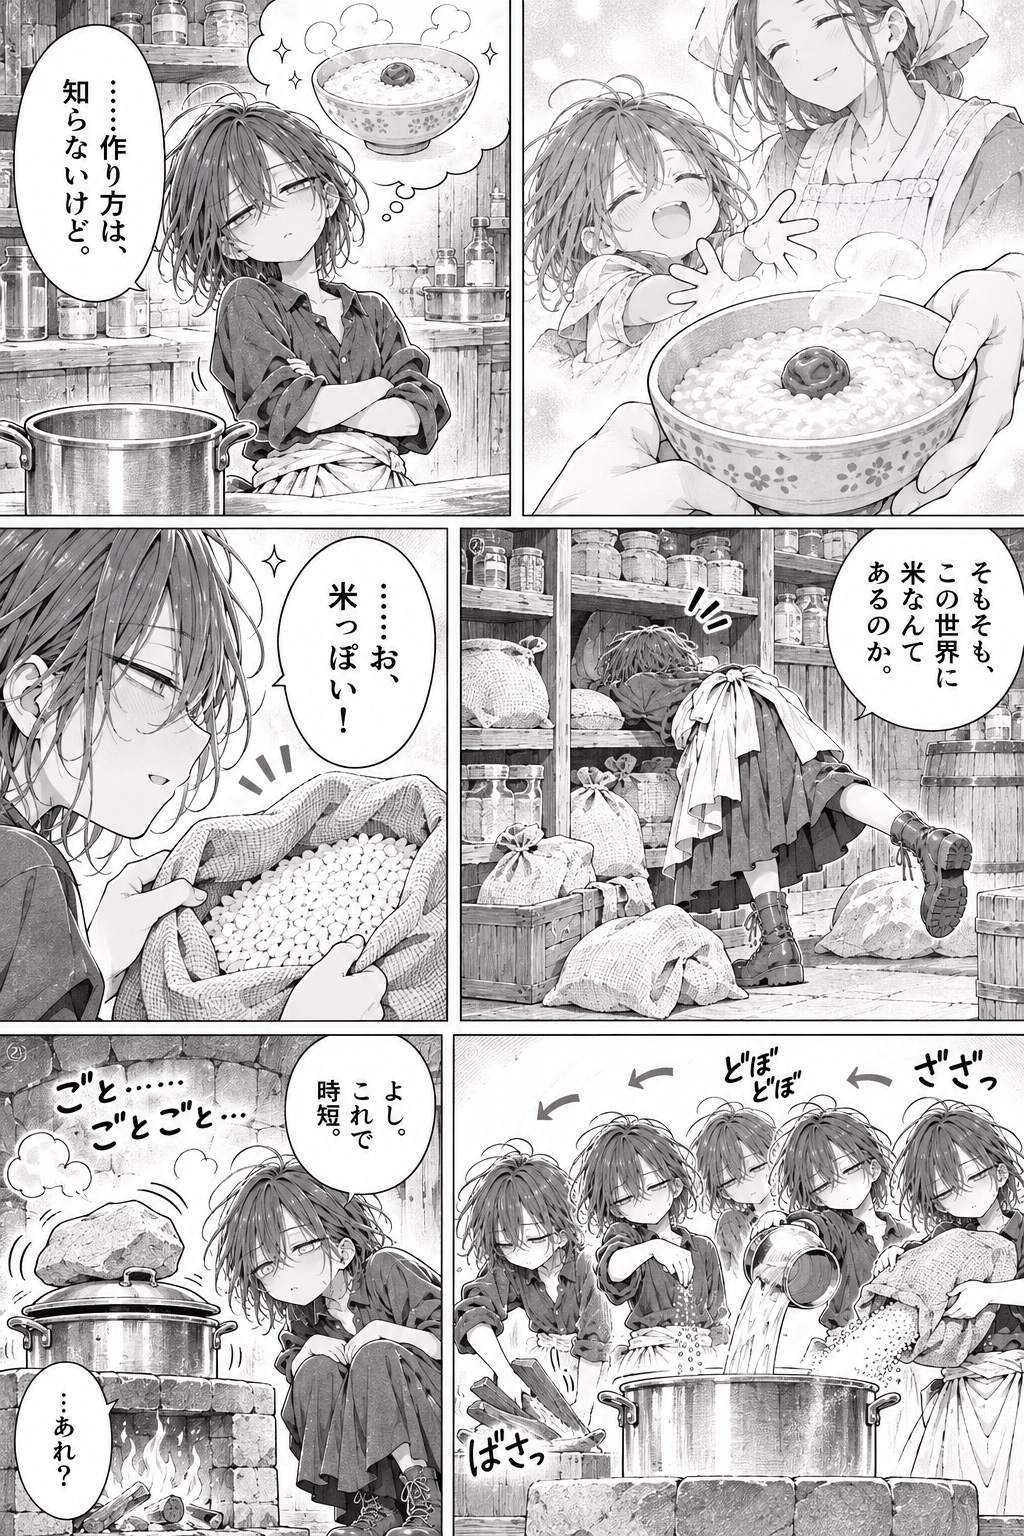 ……作り方は、
知らないけど。
そもそも、
この世界に
米なんて
あるのか。
……お、
米っぽい！
ざざっ
どぼ
どぼ
ばさっ
よし。
これで
時短。
ごと……
ごとごと…
…あれ？